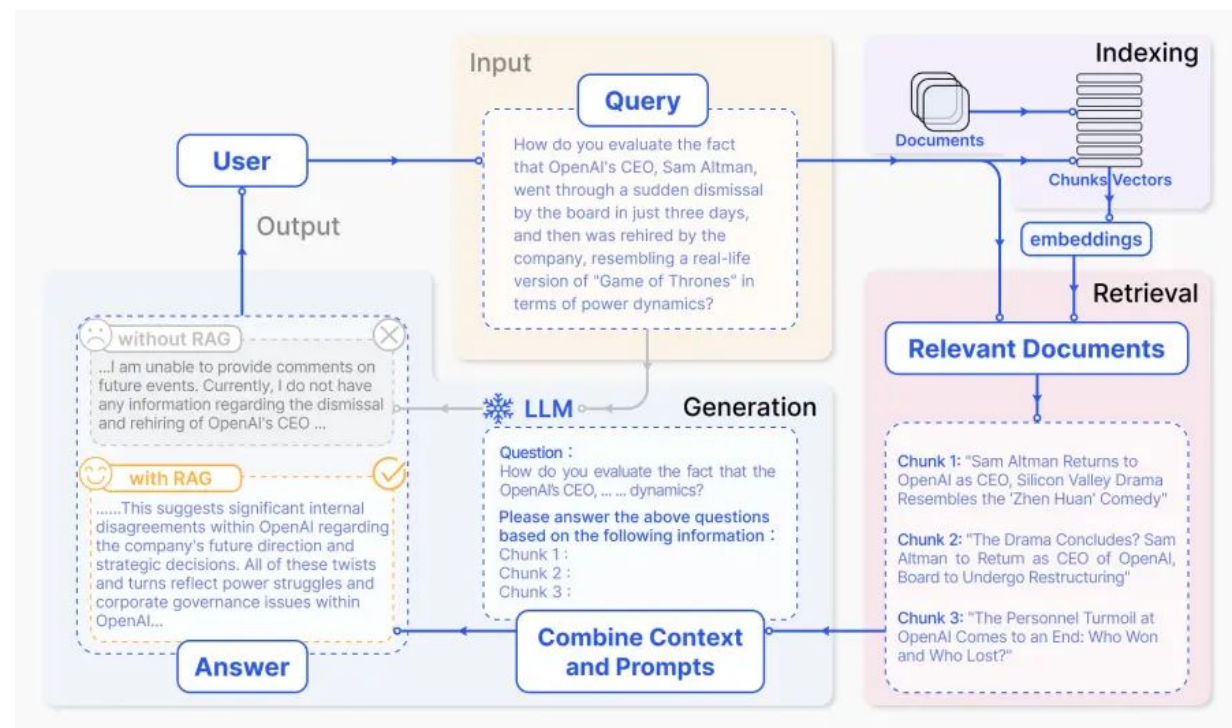 Input
Query
How do you evaluate the fact
that OpenAI's CEO, Sam Altman,
went through a sudden dismissal
by the board in just three days,
and then was rehired by the
company, resembling a real-life
version of "Game of Thrones" in
terms of power dynamics?
Indexing
Documents
Chunks Vectors
embeddings
User
Output
Retrieval
Relevant Documents
Chunk 1: "Sam Altman Returns to
OpenAI as CEO, Silicon Valley Drama
Resembles the 'Zhen Huan' Comedy"
Chunk 2: "The Drama Concludes? Sam
Altman to Return as CEO of OpenAI,
Board to Undergo Restructuring"
Chunk 3: "The Personnel Turmoil at
OpenAI Comes to an End: Who Won
and Who Lost?"
LLM
Generation
Question :
How do you evaluate the fact that the
OpenAI's CEO, ... ... dynamics?
Please answer the above questions
based on the following information :
Chunk 1 :
Chunk 2 :
Chunk 3 :
Combine Context
and Prompts
without RAG
...I am unable to provide comments on
future events. Currently, I do not have
any information regarding the dismissal
and rehiring of OpenAI's CEO ...
with RAG
......This suggests significant internal
disagreements within OpenAI regarding
the company's future direction and
strategic decisions. All of these twists
and turns reflect power struggles and
corporate governance issues within
OpenAI...
Answer